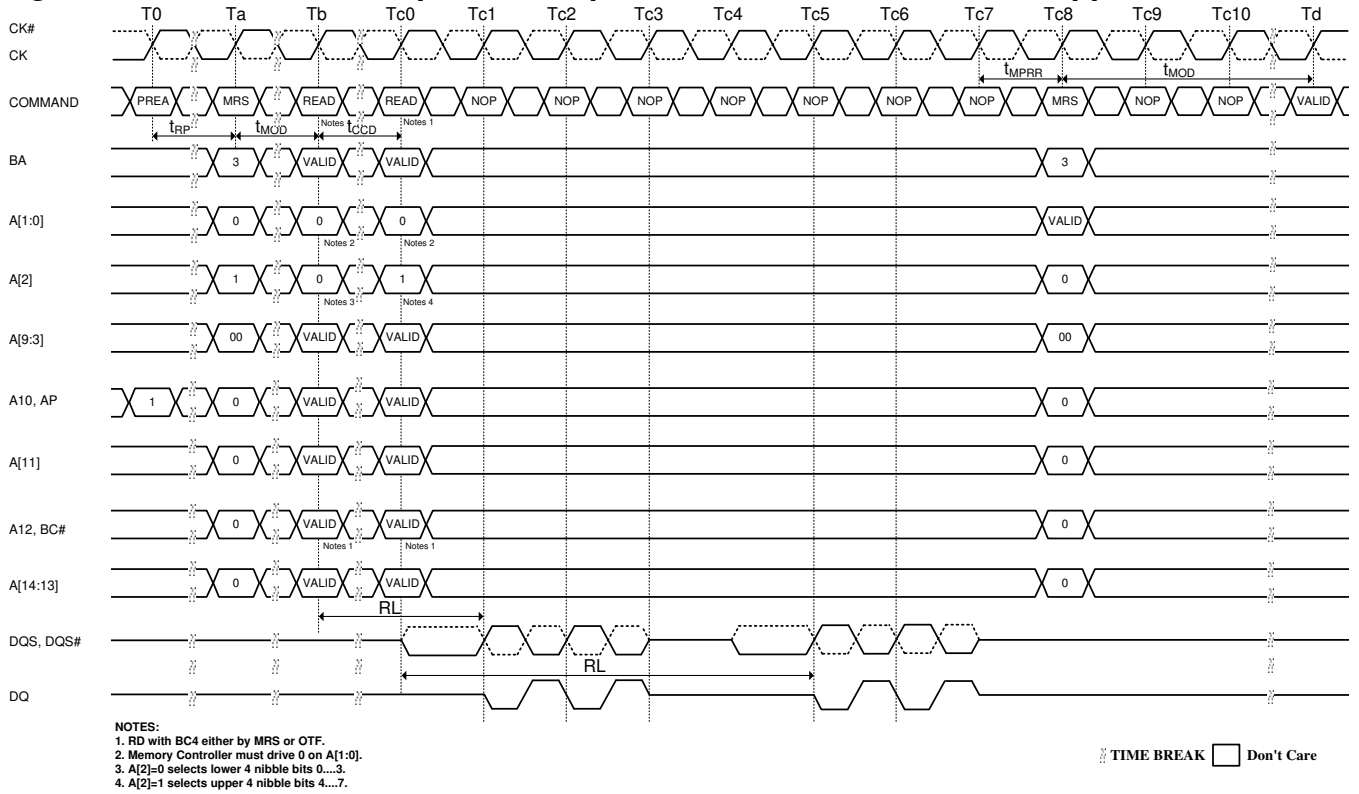 T0 Ta Tb Tc0 Tc1 Tc2 Tc3 Tc4 Tc5 Tc6 Tc7 Tc8 Tc9 Tc10 Td
CK#
CK
tMPRR tMOD
COMMAND PREA MRS READ READ NOP NOP NOP NOP NOP NOP NOP MRS NOP NOP VALID
Notes Notes 1
tRP tMOD tCCD
BA 3 VALID VALID 3
A[1:0] 0 0 0 VALID
Notes 2 Notes 2
A[2] 1 0 1 0
Notes 3 Notes 4
A[9:3] 00 VALID VALID 00
A10, AP 1 0 VALID VALID 0
A[11] 0 VALID VALID 0
A12, BC# 0 VALID VALID 0
Notes 1 Notes 1
A[14:13] 0 VALID VALID 0
RL
DQS, DQS#
RL
DQ
NOTES:
1. RD with BC4 either by MRS or OTF.
2. Memory Controller must drive 0 on A[1:0].
3. A[2]=0 selects lower 4 nibble bits 0....3.
4. A[2]=1 selects upper 4 nibble bits 4....7.
TIME BREAK Don't Care